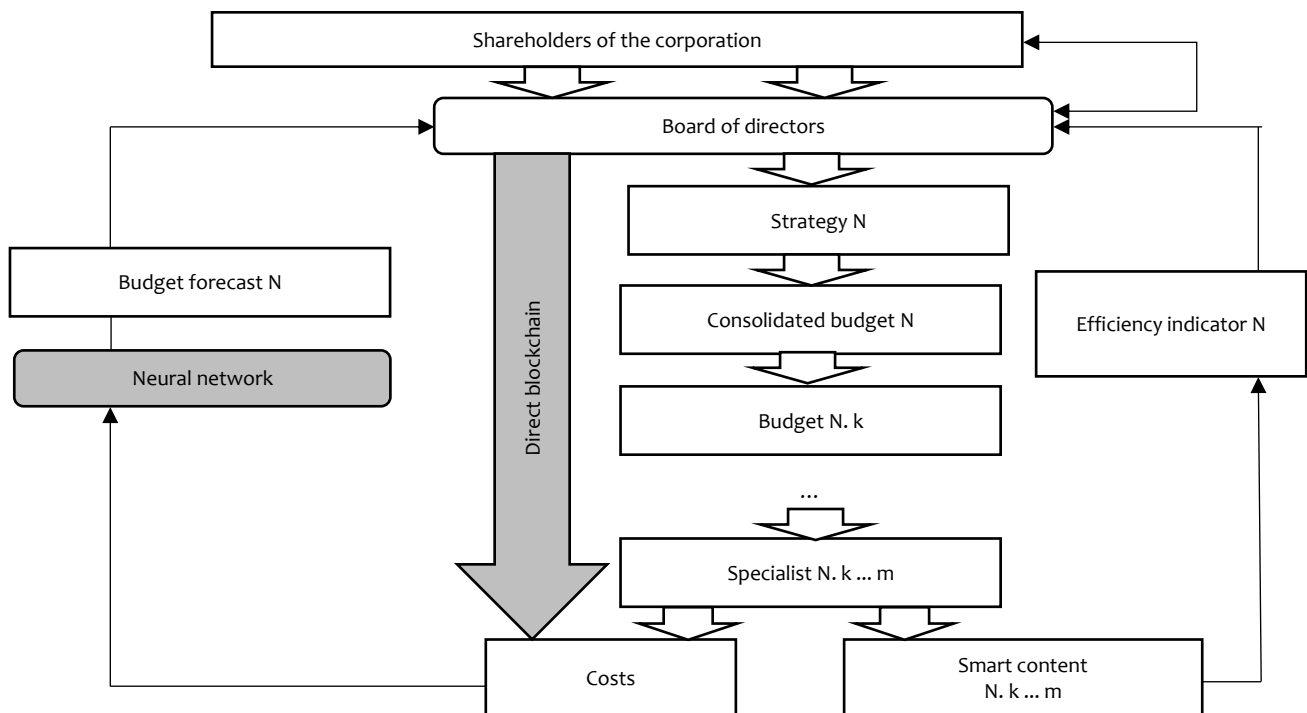 Shareholders of the corporation
Board of directors
Strategy N
Budget forecast N
Consolidated budget N
Efficiency indicator N
Neural network
Direct blockchain
Budget N. k
...
Specialist N. k ... m
Costs
Smart content
N. k ... m